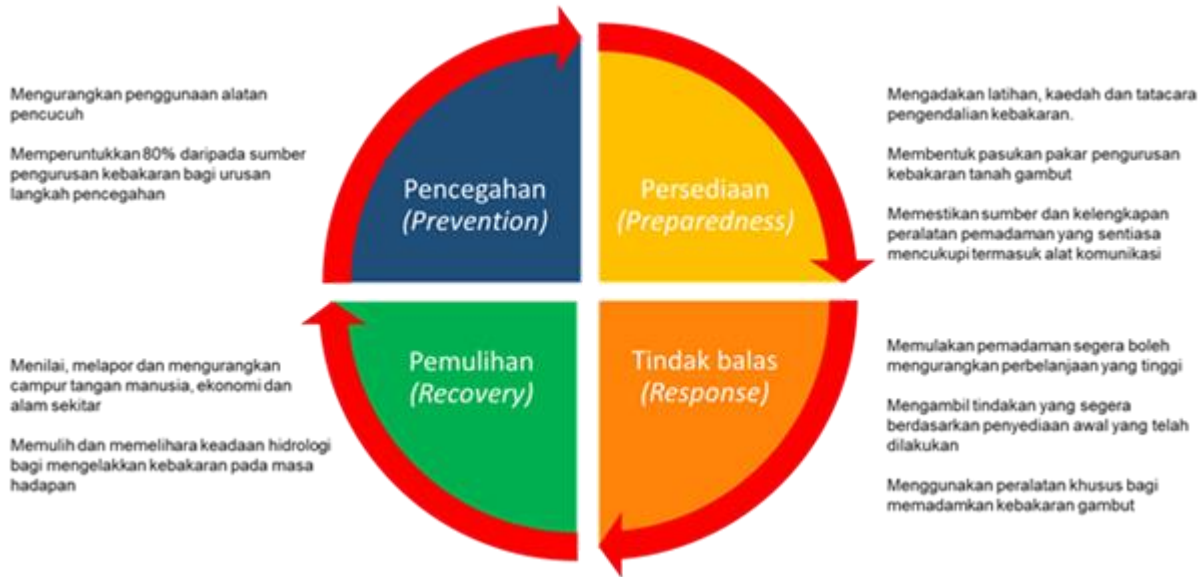 Mengurangkan penggunaan alatan
pencucuh
Memperuntukkan 80% daripada sumber
pengurusan kebakaran bagi urusan
langkah pencegahan
Pencegahan
(Prevention)
Persediaan
(Preparedness)
Mengadakan latihan, kaedah dan tatacara
pengendalian kebakaran.
Membentuk pasukan pakar pengurusan
kebakaran tanah gambut
Memestikan sumber dan kelengkapan
peralatan pemadaman yang sentiasa
mencukupi termasuk alat komunikasi
Menilai, melapor dan mengurangkan
campur tangan manusia, ekonomi dan
alam sekitar
Memulih dan memelihara keadaan hidrologi
bagi mengelakkan kebakaran pada masa
hadapan
Pemulihan
(Recovery)
Tindak balas
(Response)
Memulakan pemadaman segera boleh
mengurangkan perbelanjaan yang tinggi
Mengambil tindakan yang segera
berdasarkan penyediaan awal yang telah
dilakukan
Menggunakan peralatan khusus bagi
memadamkan kebakaran gambut